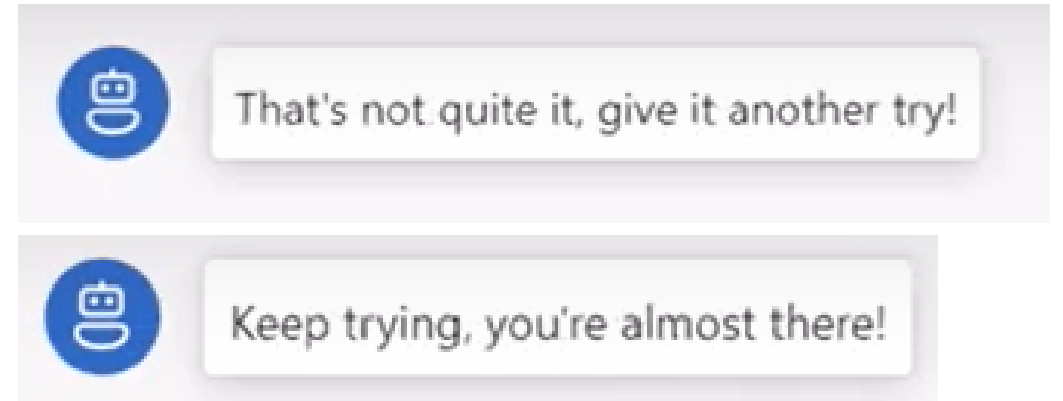 That's not quite it, give it another try!
Keep trying, you're almost there!